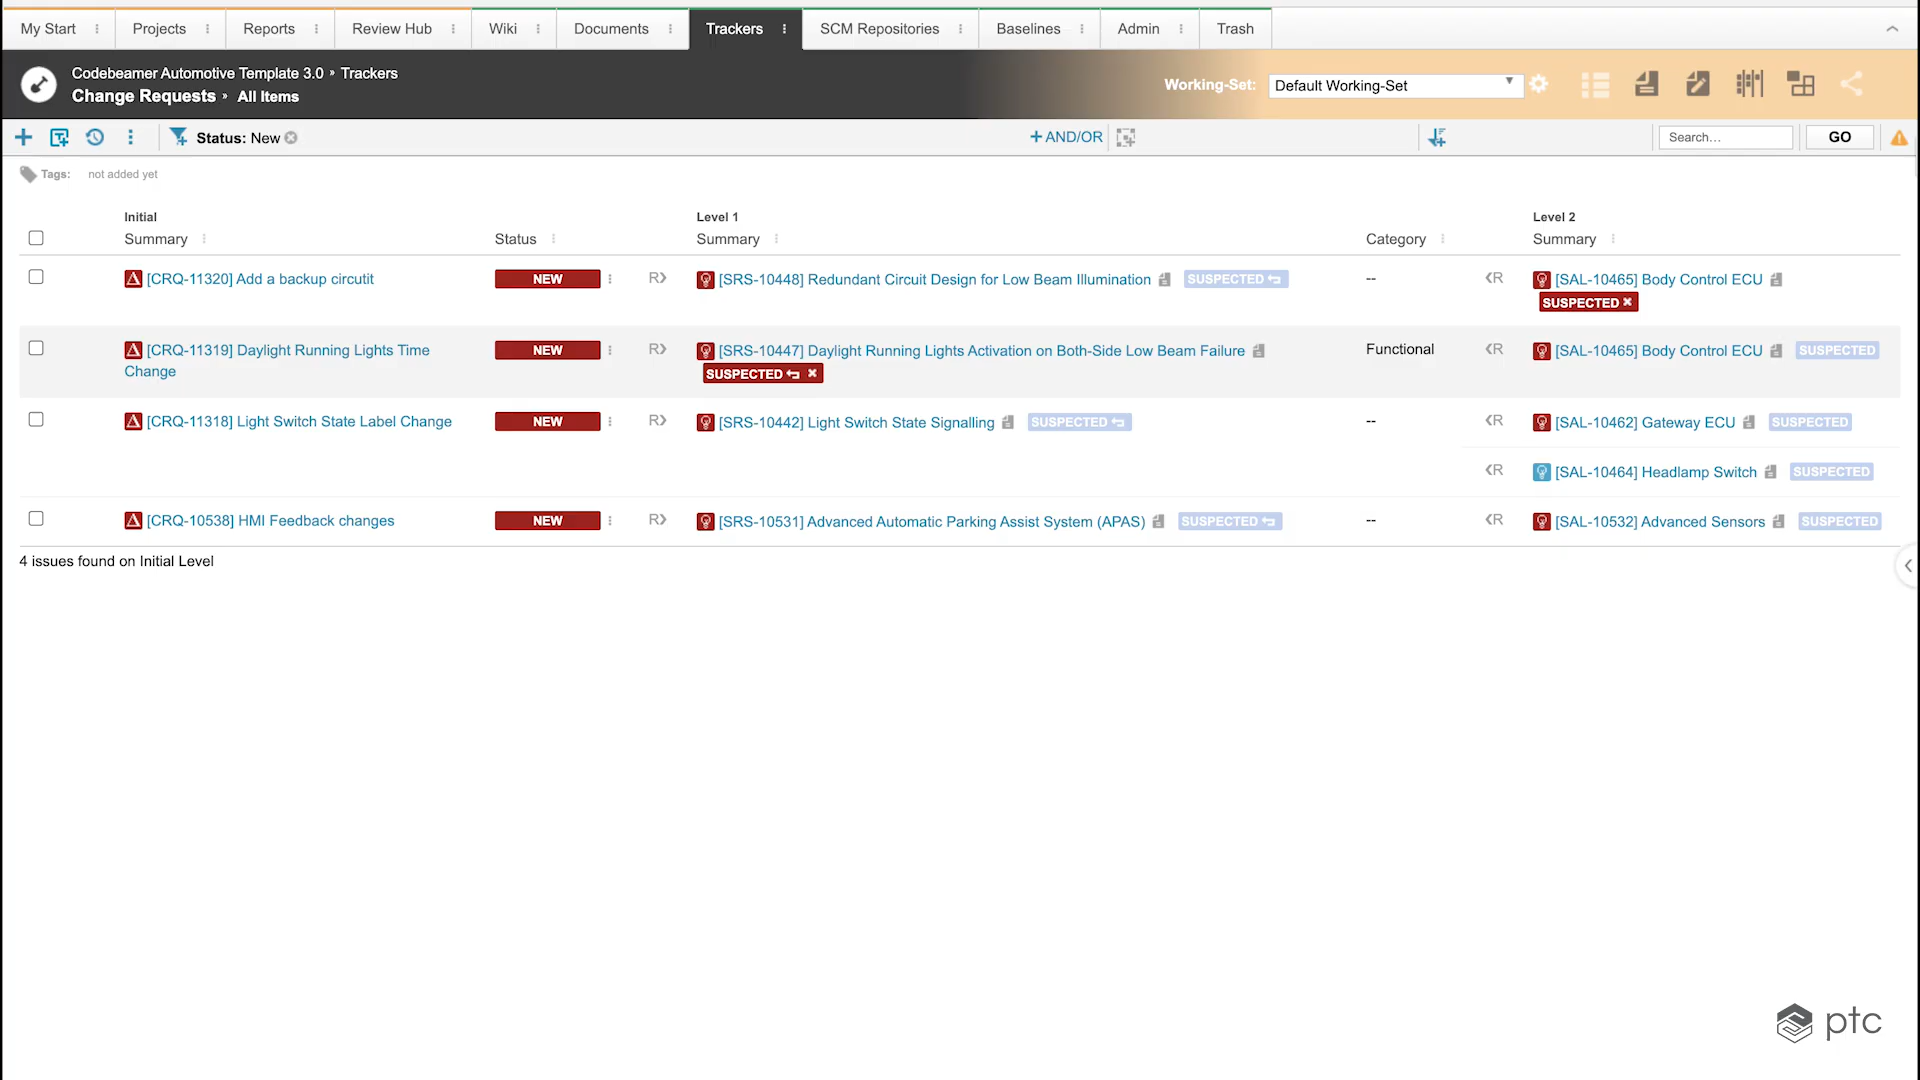 My Start Projects Reports Review Hub Wiki Documents Trackers SCM Repositories Baselines Admin Trash
Codebeamer Automotive Template 3.0 » Trackers
Change Requests » All Items
Working-Set: Default Working-Set
Status: New
+AND/OR
Search...
GO
Tags: not added yet
Initial Level 1 Level 2
Summary Status Summary Category Summary
[CRQ-11320] Add a backup circutit NEW R [SRS-10448] Redundant Circuit Design for Low Beam Illumination SUSPECTED -- R [SAL-10465] Body Control ECU
SUSPECTED
[CRQ-11319] Daylight Running Lights Time NEW R [SRS-10447] Daylight Running Lights Activation on Both-Side Low Beam Failure Functional R [SAL-10465] Body Control ECU SUSPECTED
Change SUSPECTED
[CRQ-11318] Light Switch State Label Change NEW R [SRS-10442] Light Switch State Signalling SUSPECTED -- R [SAL-10462] Gateway ECU SUSPECTED
R [SAL-10464] Headlamp Switch SUSPECTED
[CRQ-10538] HMI Feedback changes NEW R [SRS-10531] Advanced Automatic Parking Assist System (APAS) SUSPECTED -- R [SAL-10532] Advanced Sensors SUSPECTED
4 issues found on Initial Level
ptc